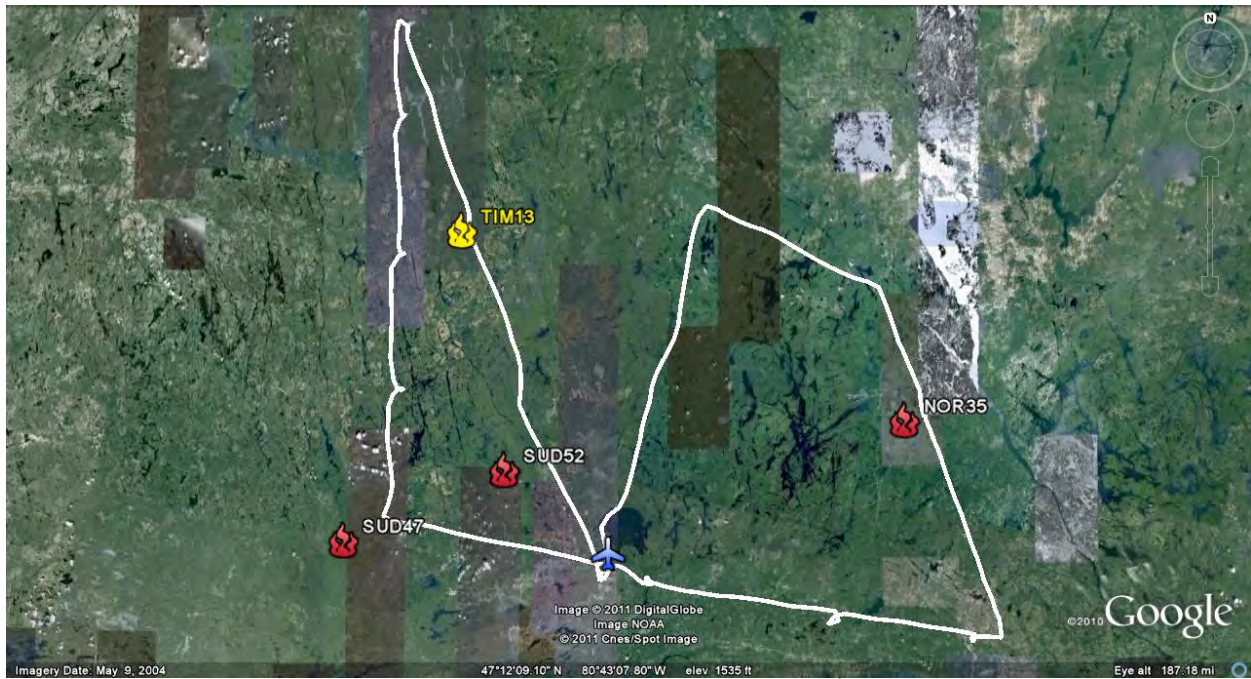 N
TIM13
NOR35
SUD52
SUD47
Image © 2011 DigitalGlobe
Image NOAA
© 2011 Cnes/Spot Image
©2010 Google
Imagery Date: May 9, 2004 47°12'09.10" N 80°43'07.80" W elev 1535 ft Eye alt 187.18 mi